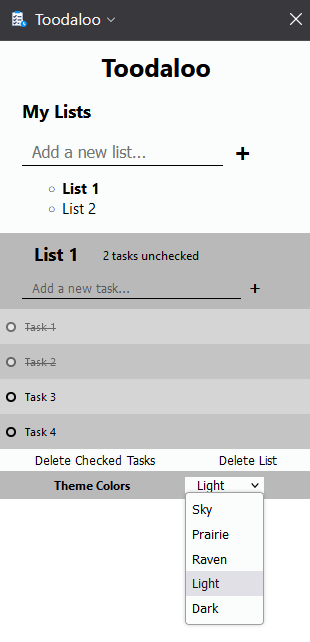 Toodaloo
Toodaloo
My Lists
Add a new list...
+
List 1
List 2
List 1 2 tasks unchecked
Add a new task...
+
Task 1
Task 2
Task 3
Task 4
Delete Checked Tasks Delete List
Theme Colors Light
Sky
Prairie
Raven
Light
Dark